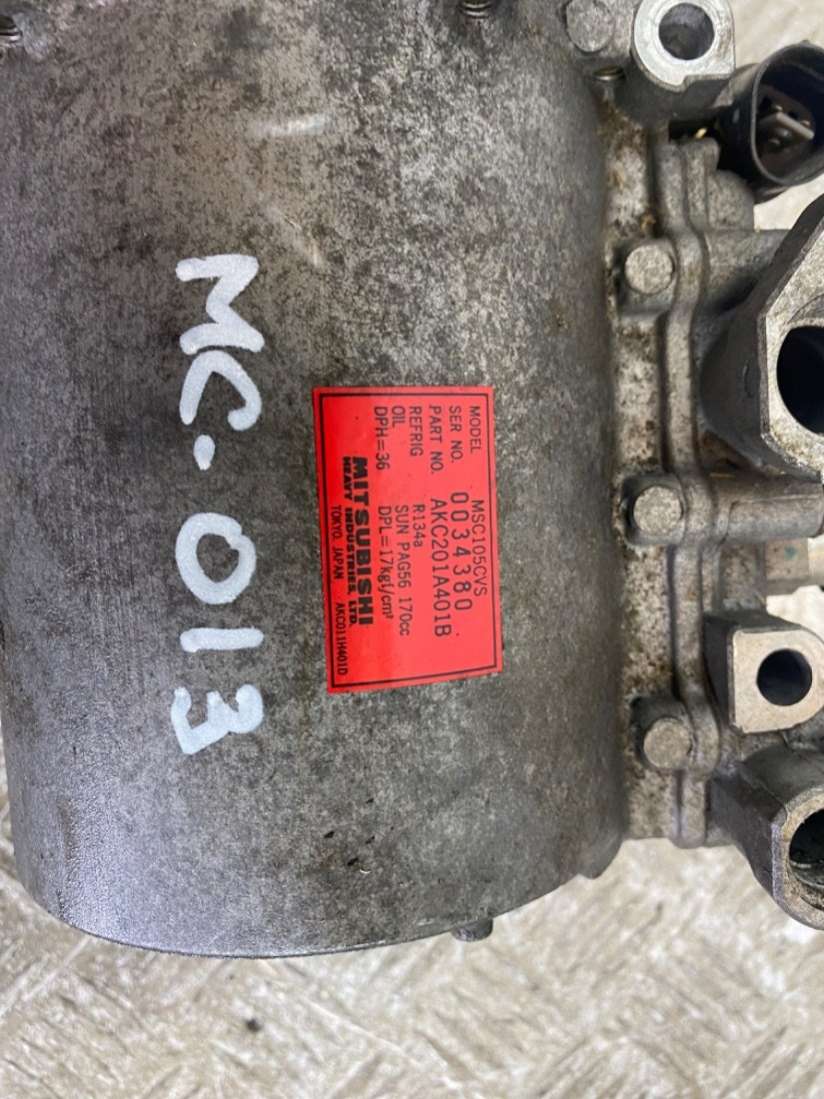 MC-013
MODEL MSC105CVS
SER NO. 0034380
PART NO. AKC201A401B
REFRIG R134a
OIL SUN PAG56 170cc
DPH=36 DPL=17kgf/cm²
MITSUBISHI
HEAVY INDUSTRIES, LTD.
TOKYO, JAPAN AKC011H401D